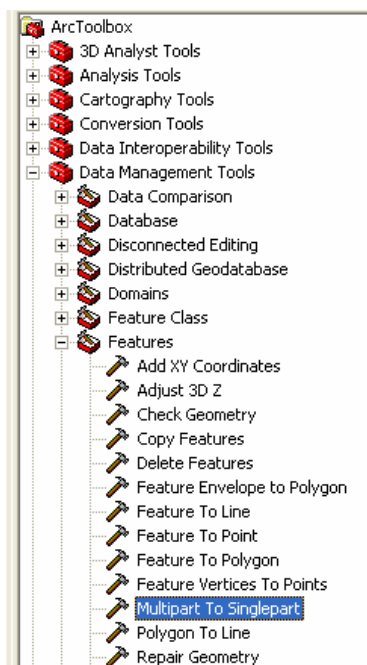 ArcToolbox
3D Analyst Tools
Analysis Tools
Cartography Tools
Conversion Tools
Data Interoperability Tools
Data Management Tools
Data Comparison
Database
Disconnected Editing
Distributed Geodatabase
Domains
Feature Class
Features
Add XY Coordinates
Adjust 3D Z
Check Geometry
Copy Features
Delete Features
Feature Envelope to Polygon
Feature To Line
Feature To Point
Feature To Polygon
Feature Vertices To Points
Multipart To Singlepart
Polygon To Line
Repair Geometry